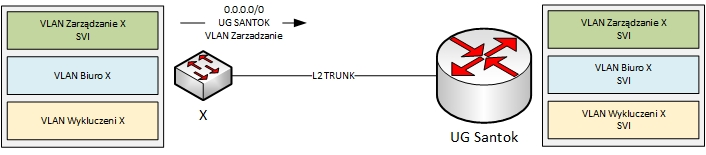 VLAN Zarządzanie X
SVI
VLAN Biuro X
VLAN Wykluczeni X
0.0.0.0/0
UG SANTOK
VLAN Zarzadzanie
X
L2 TRUNK
UG Santok
VLAN Zarządzanie X
SVI
VLAN Biuro X
SVI
VLAN Wykluczeni X
SVI